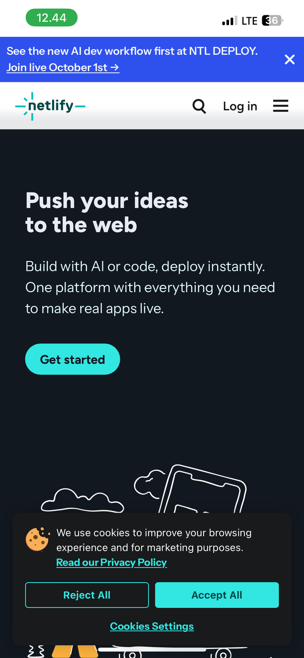 12.44
LTE 36
See the new AI dev workflow first at NTL DEPLOY.
Join live October 1st →
netlify
Log in
Push your ideas
to the web
Build with AI or code, deploy instantly.
One platform with everything you need
to make real apps live.
Get started
We use cookies to improve your browsing
experience and for marketing purposes.
Read our Privacy Policy
Reject All
Accept All
Cookies Settings